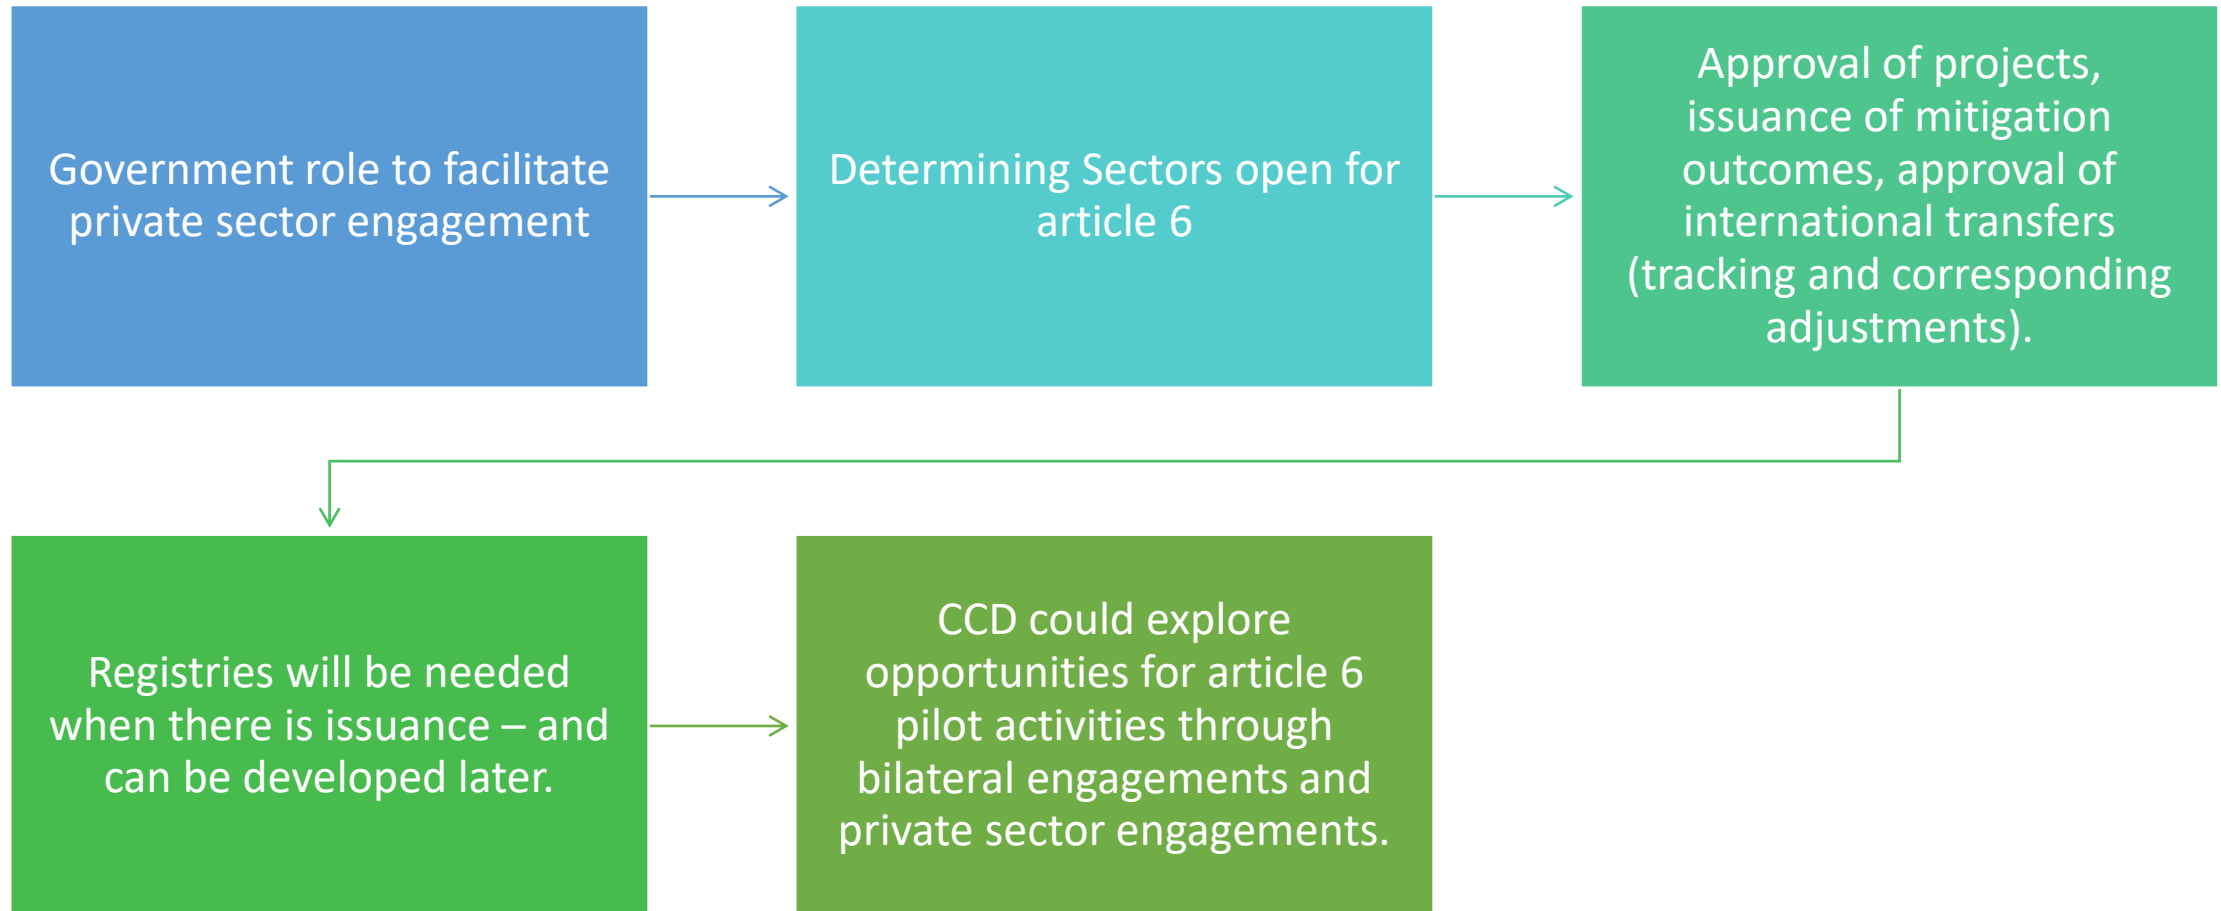 Government role to facilitate
private sector engagement
Determining Sectors open for
article 6
Approval of projects,
issuance of mitigation
outcomes, approval of
international transfers
(tracking and corresponding
adjustments).
Registries will be needed
when there is issuance – and
can be developed later.
CCD could explore
opportunities for article 6
pilot activities through
bilateral engagements and
private sector engagements.